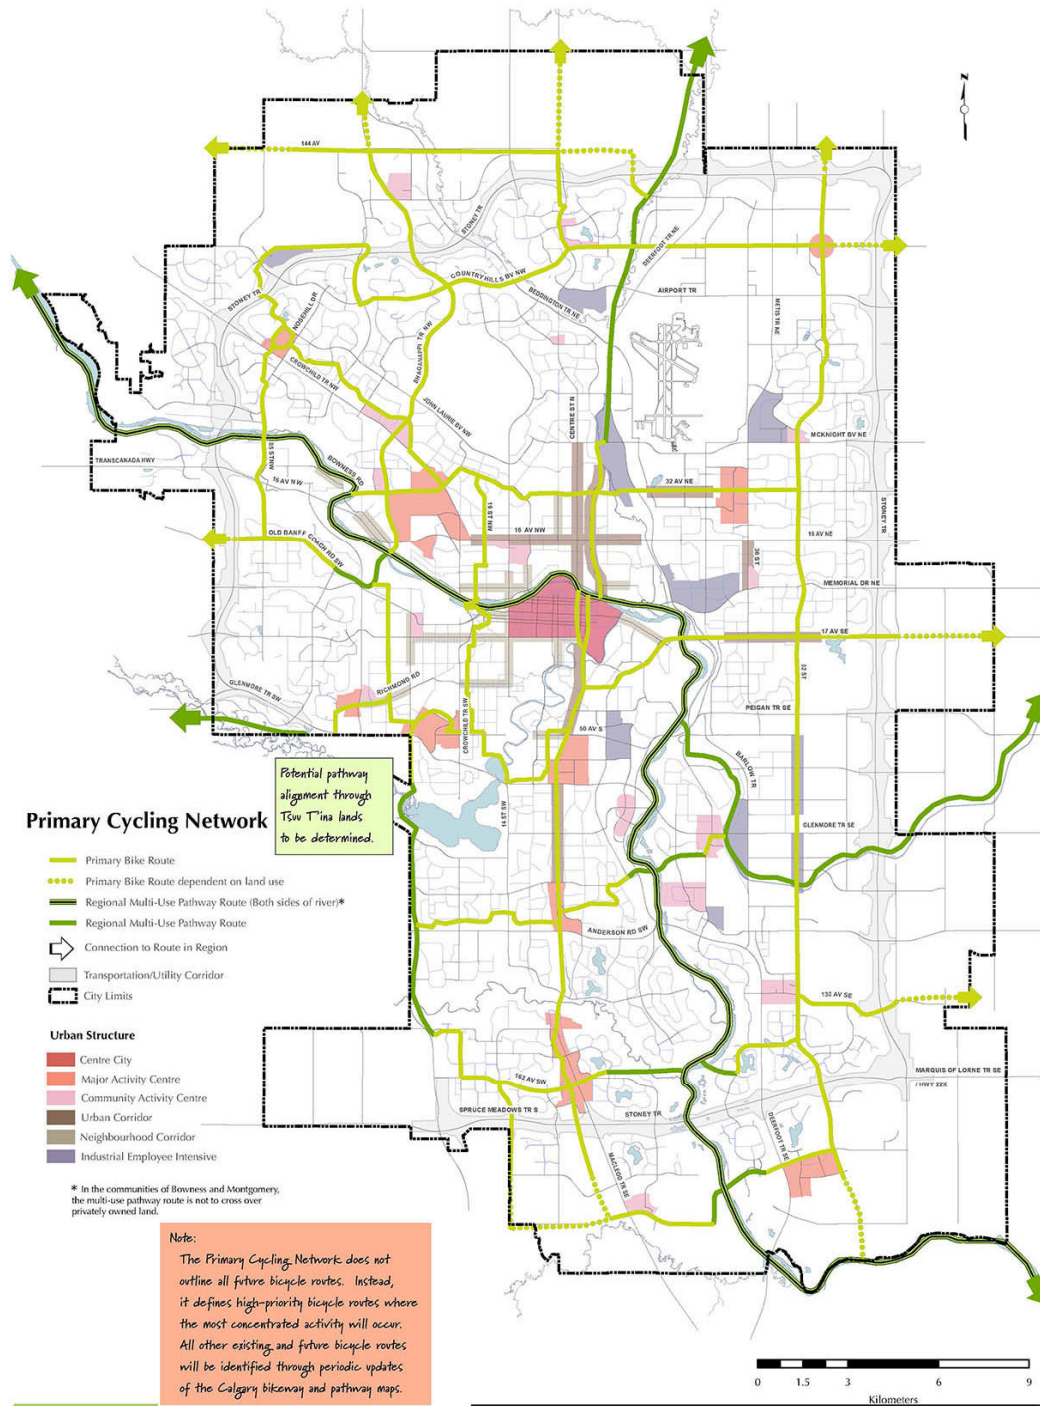 N
144 AV
STONEY TR
DEERFOOT TR NE
COUNTRY HILLS BV NW
BEDDINGTON TR NE
AIRPORT TR
STONEY TR
NOSEHILL DR
METIS TR NE
SHAGANAPPI TR NW
CROWCHILD TR NW
JOHN LAURIE BV NW
CENTRE ST N
MCKNIGHT BV NE
TRANSCANADA HWY
85 ST NW
BOWNESS RD
16 AV NW
32 AV NE
STONEY TR
19 ST NW
16 AV NW
16 AV NE
OLD BANFF COACH RD SW
36 ST
MEMORIAL DR NE
17 AV SE
52 ST
GLENMORE TR SW
RICHMOND RD
CROWCHILD TR SW
PEIGAN TR SE
50 AV S
BARLOW TR
14 ST SW
GLENMORE TR SE
Potential pathway
alignment through
Tsuu T'ina lands
to be determined.
Primary Cycling Network
Primary Bike Route
Primary Bike Route dependent on land use
Regional Multi-Use Pathway Route (Both sides of river)*
Regional Multi-Use Pathway Route
Connection to Route in Region
Transportation/Utility Corridor
City Limits
ANDERSON RD SW
130 AV SE
Urban Structure
Centre City
Major Activity Centre
Community Activity Centre
Urban Corridor
Neighbourhood Corridor
Industrial Employee Intensive
162 AV SW
MARQUIS OF LORNE TR SE
/ HWY 22X
SPRUCE MEADOWS TR S
STONEY TR
DEERFOOT TR SE
MACLEOD TR SE
* In the communities of Bowness and Montgomery,
the multi-use pathway route is not to cross over
privately owned land.
Note:
The Primary Cycling Network does not
outline all future bicycle routes. Instead,
it defines high-priority bicycle routes where
the most concentrated activity will occur.
All other existing and future bicycle routes
will be identified through periodic updates
of the Calgary bikeway and pathway maps.
0 1.5 3 6 9
Kilometers